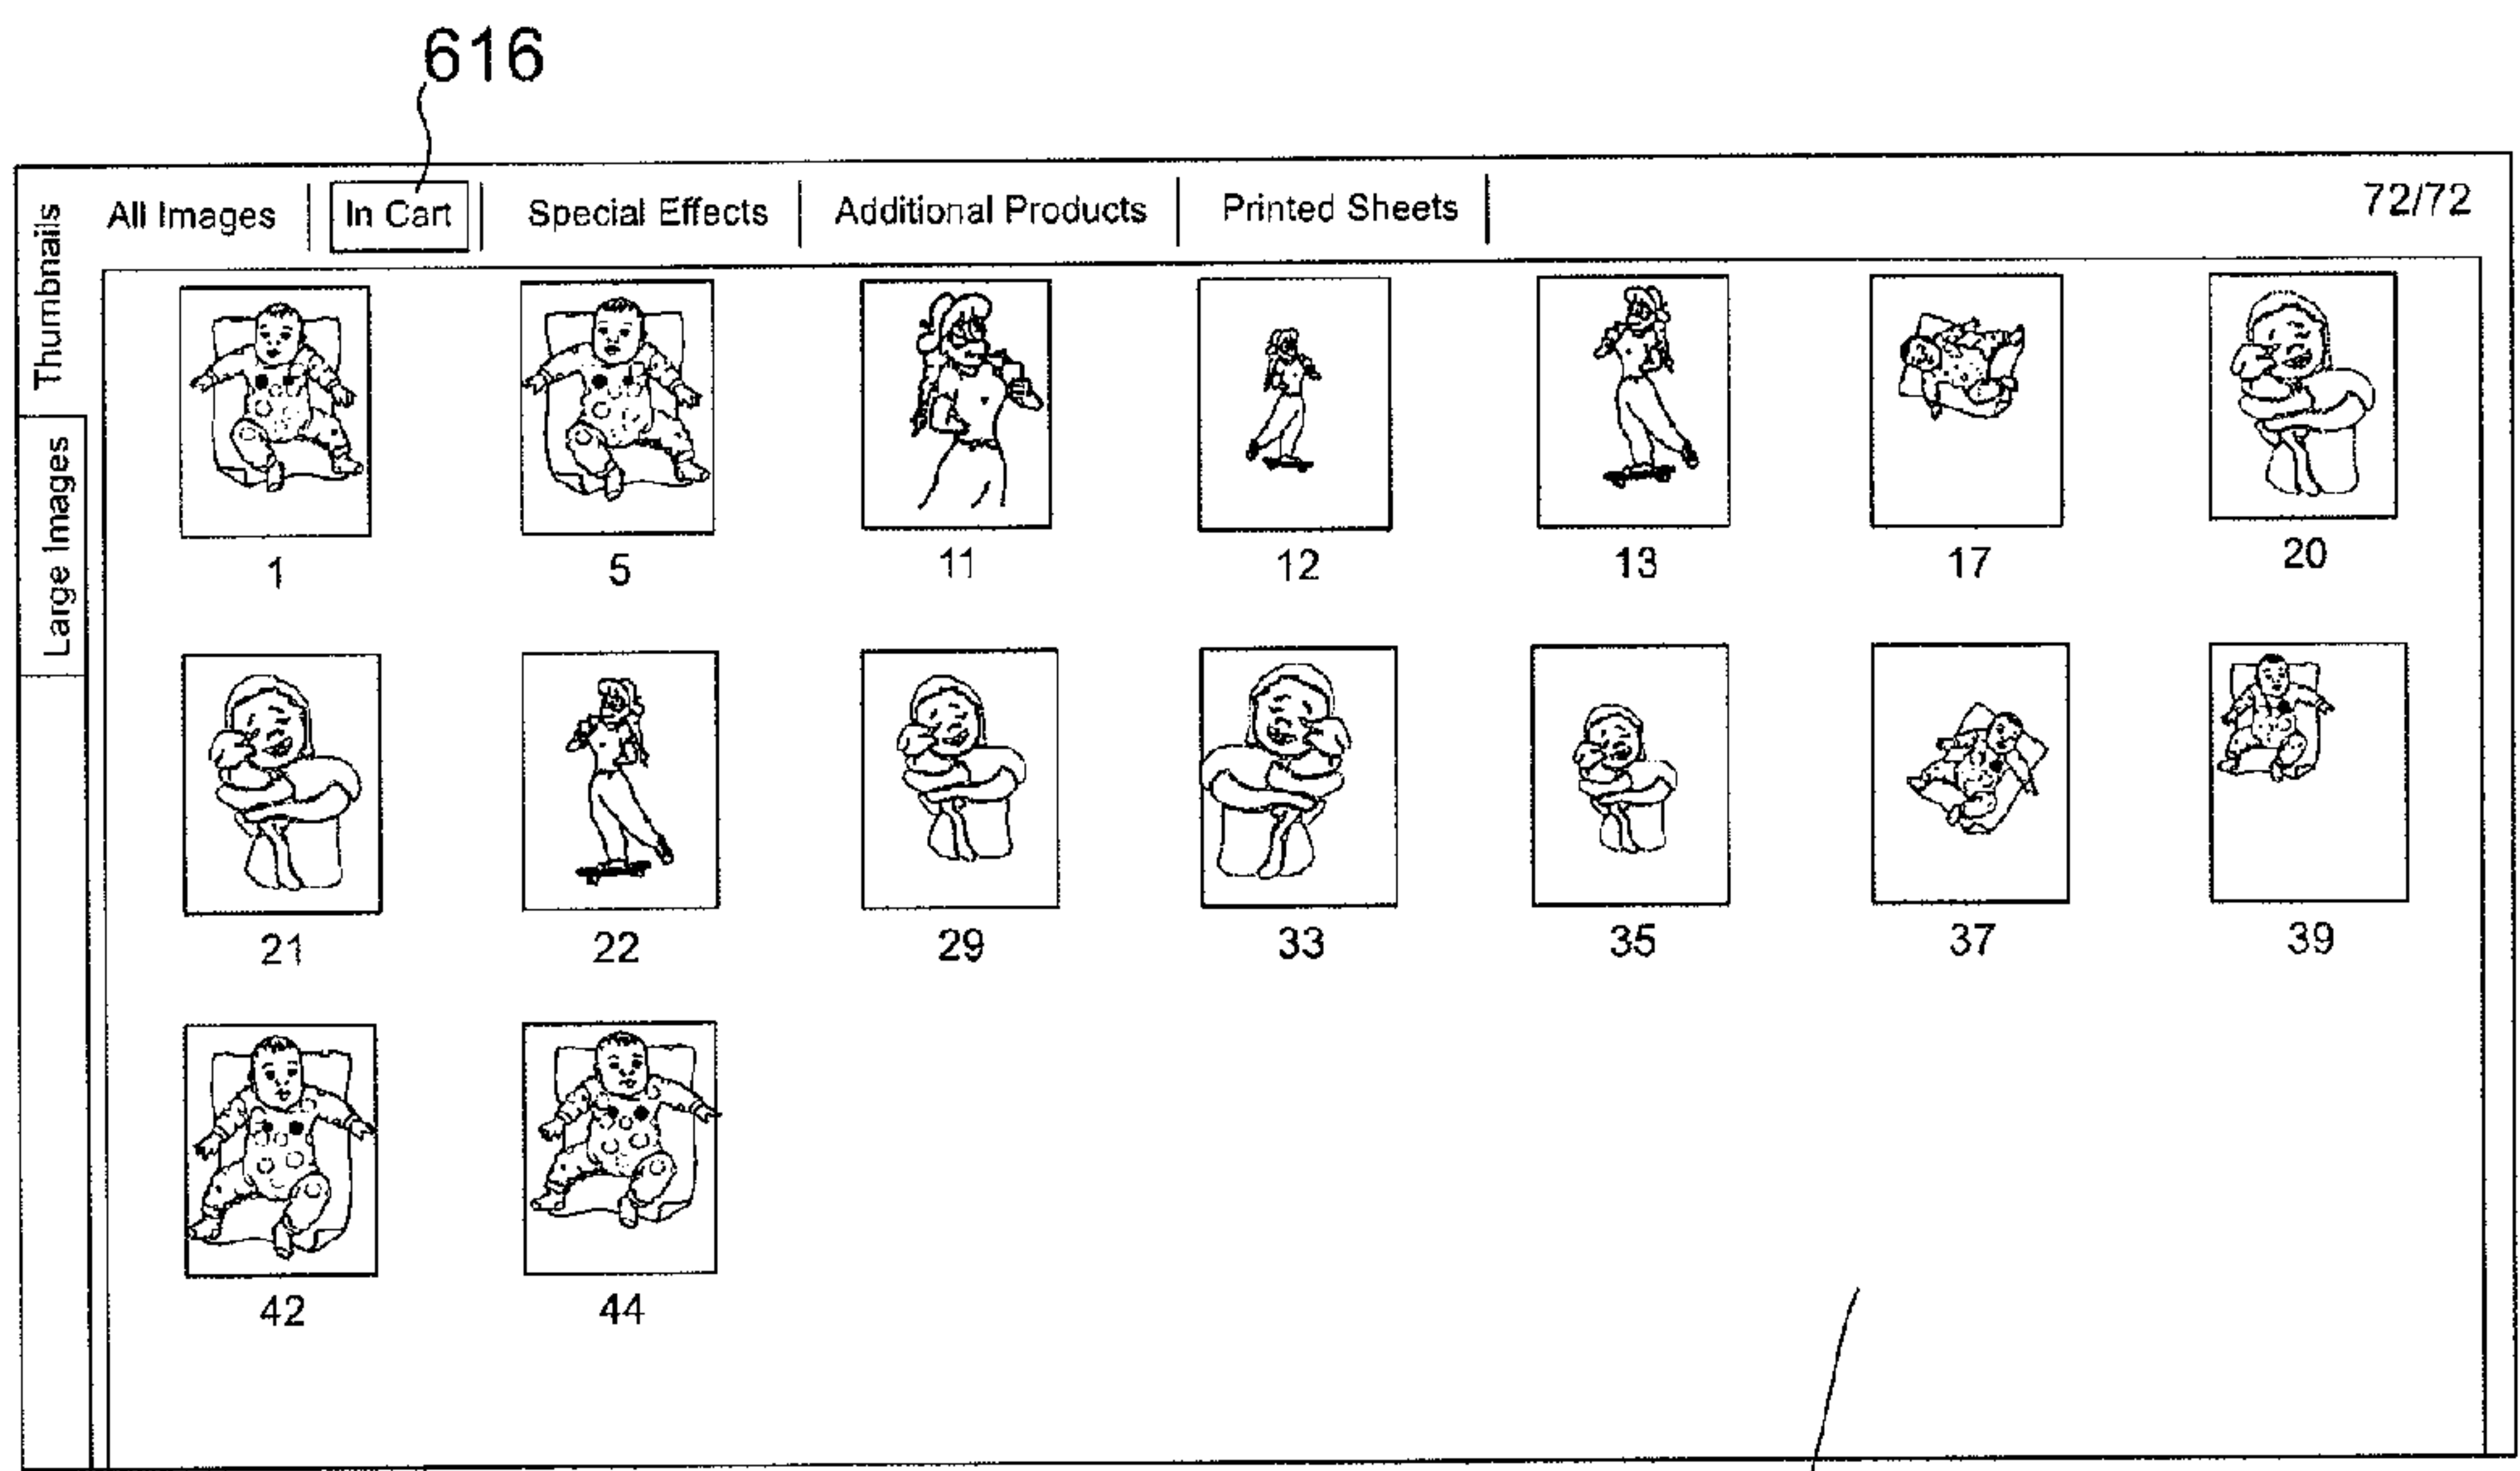 616
All Images In Cart Special Effects Additional Products Printed Sheets 72/72
Thumbnails
Large Images
1 5 11 12 13 17 20
21 22 29 33 35 37 39
42 44